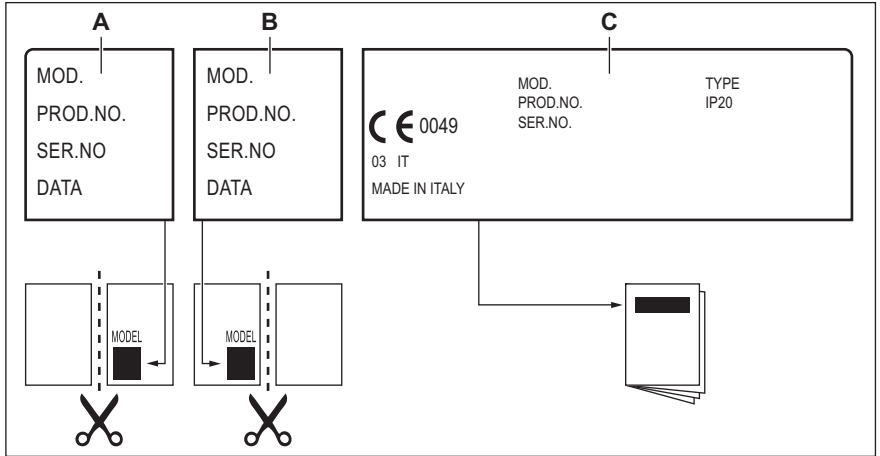 A
B
C
MOD.
PROD.NO.
SER.NO
DATA
MOD.
PROD.NO.
SER.NO
DATA
MOD.
PROD.NO.
SER.NO.
TYPE
IP20
CE 0049
03 IT
MADE IN ITALY
MODEL
MODEL